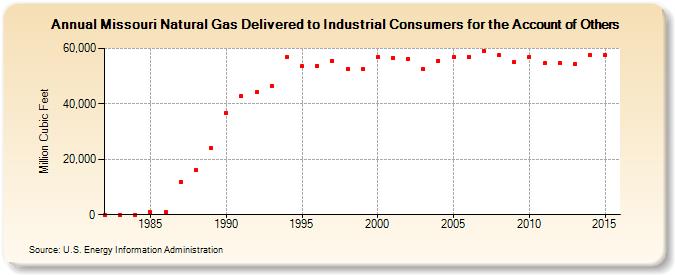 Annual Missouri Natural Gas Delivered to Industrial Consumers for the Account of Others
Million Cubic Feet
60,000
40,000
20,000
0
1985 1990 1995 2000 2005 2010 2015
Source: U.S. Energy Information Administration